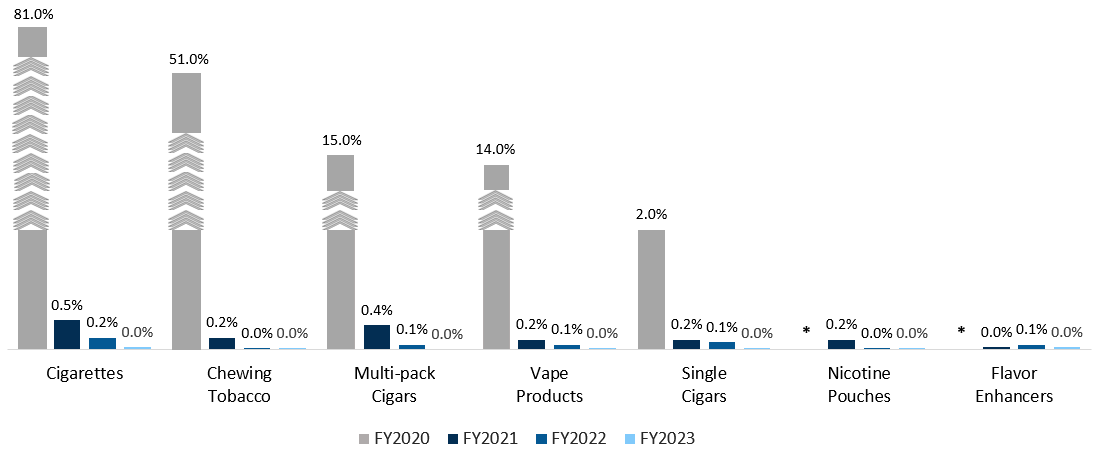 81.0%
0.5%
0.2%
0.0%
51.0%
0.2%
0.0%
0.0%
15.0%
0.4%
0.1%
0.0%
14.0%
0.2%
0.1%
0.0%
2.0%
0.2%
0.1%
0.0%
*
0.2%
0.0%
0.0%
*
0.0%
0.1%
0.0%
Cigarettes
Chewing
Tobacco
Multi-pack
Cigars
Vape
Products
Single
Cigars
Nicotine
Pouches
Flavor
Enhancers
FY2020
FY2021
FY2022
FY2023